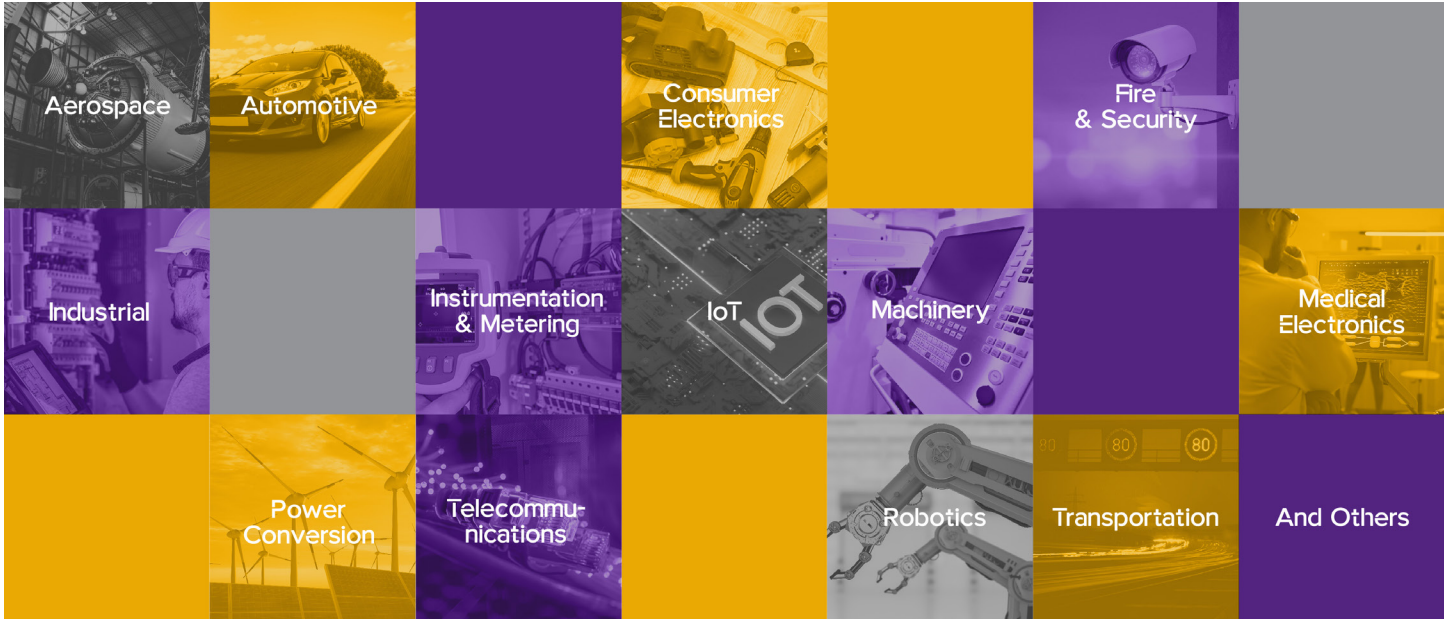 Aerospace
Automotive
Consumer
Electronics
Fire
& Security
Industrial
Instrumentation
& Metering
IoT
IOT
Machinery
Medical
Electronics
Power
Conversion
Telecommu-
nications
Robotics
80
80
80
Transportation
And Others